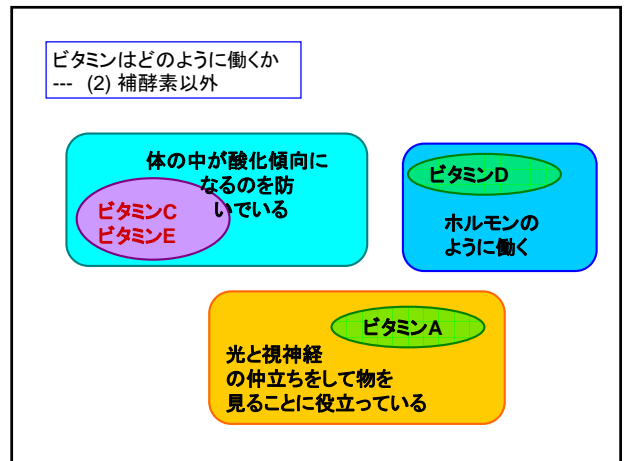 ビタミンはどのように働くか
--- (2) 補酵素以外
体の中が酸化傾向に
なるのを防
いでいる
ビタミンC
ビタミンE
ビタミンD
ホルモンの
ように働く
ビタミンA
光と視神経
の仲立ちをして物を
見ることに役立っている